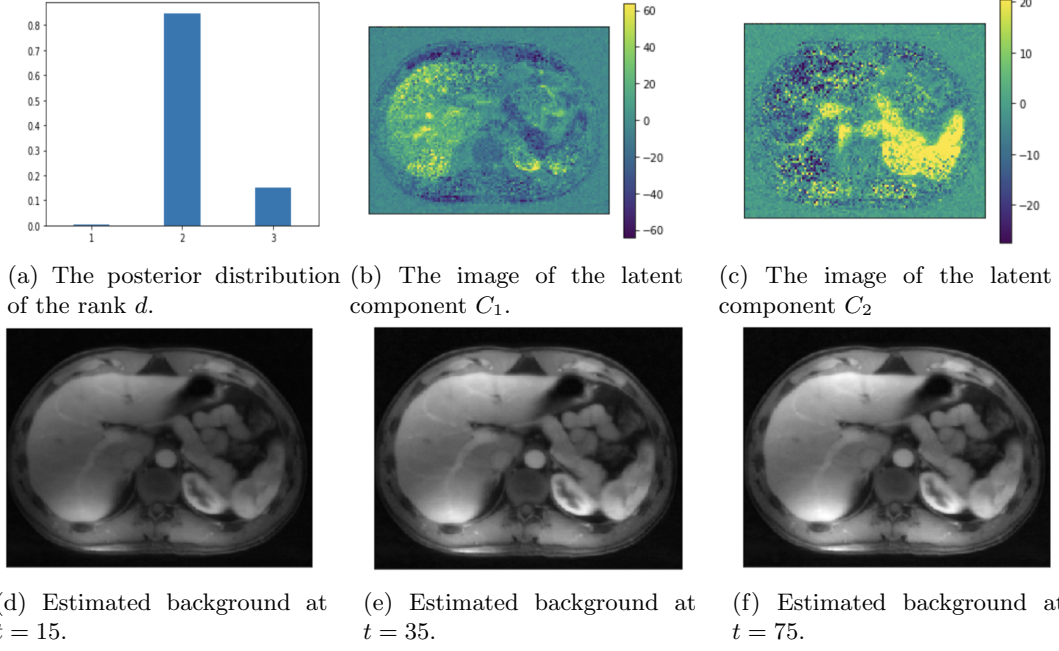 0.8
0.7
0.6
0.5
0.4
0.3
0.2
0.1
0.0
1 2 3
60
40
20
0
−20
−40
−60
20
10
0
−10
−20
(a) The posterior distribution
of the rank d.
(b) The image of the latent
component C₁.
(c) The image of the latent
component C₂
(d) Estimated background at
t = 15.
(e) Estimated background at
t = 35.
(f) Estimated background at
t = 75.